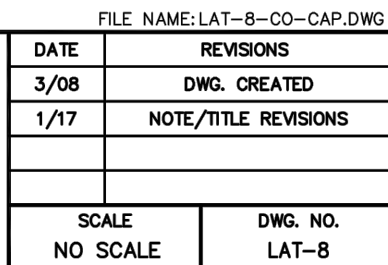 FILE NAME: LAT-8-CO-CAP.DWG
DATE REVISIONS
3/08 DWG. CREATED
1/17 NOTE/TITLE REVISIONS
SCALE DWG. NO.
NO SCALE LAT-8